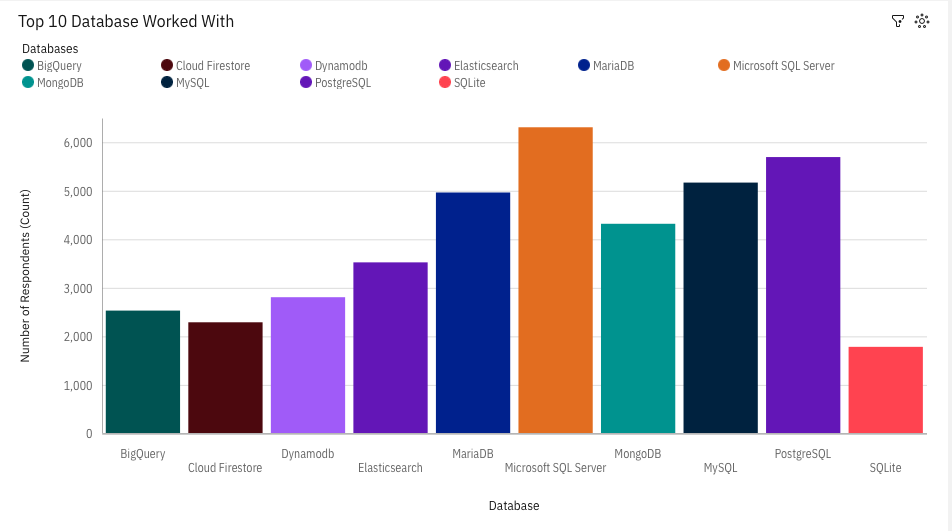 Top 10 Database Worked With
Databases
BigQuery Cloud Firestore Dynamodb Elasticsearch MariaDB Microsoft SQL Server
MongoDB MySQL PostgreSQL SQLite
Number of Respondents (Count)
6,000
5,000
4,000
3,000
2,000
1,000
0
BigQuery Dynamodb MariaDB MongoDB PostgreSQL
Cloud Firestore Elasticsearch Microsoft SQL Server MySQL SQLite
Database